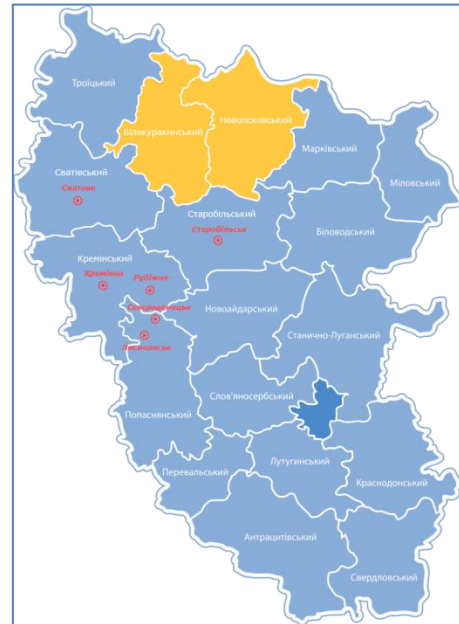 Троїцький
Білокуракинський
Новопсковський
Марківський
Міловський
Сватівський
Сватове
Старобільський
Старобільськ
Біловодський
Кремінський
Кремінна
Рубіжне
Сєвєродонецьк
Лисичанськ
Новоайдарський
Станично-Луганський
Слов'яносербський
Попаснянський
Перевальський
Лутугинський
Краснодонський
Антрацитівський
Свердловський